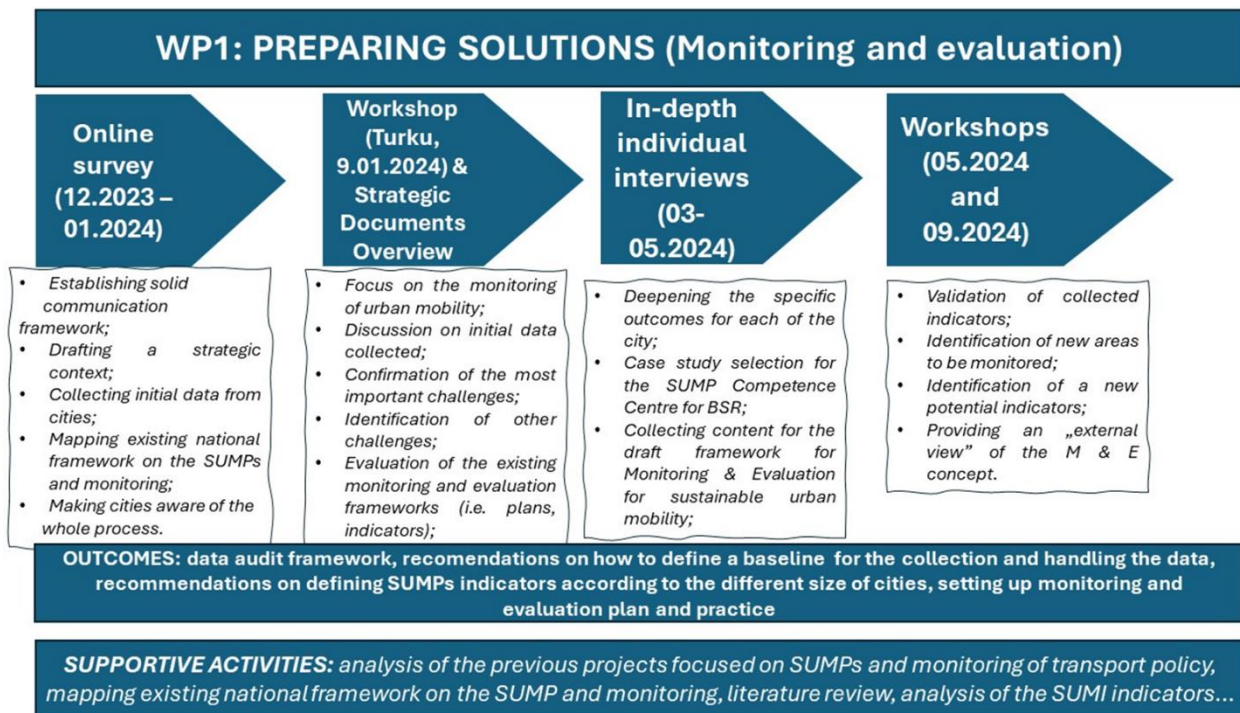 WP1: PREPARING SOLUTIONS (Monitoring and evaluation)
Online
survey
(12.2023 –
01.2024)
Workshop
(Turku,
9.01.2024) &
Strategic
Documents
Overview
In-depth
individual
interviews
(03-
05.2024)
Workshops
(05.2024
and
09.2024)
• Establishing solid
communication
framework;
• Drafting a strategic
context;
• Collecting initial data from
cities;
• Mapping existing national
framework on the SUMPs
and monitoring;
• Making cities aware of the
whole process.
• Focus on the monitoring
of urban mobility;
• Discussion on initial data
collected;
• Confirmation of the most
important challenges;
• Identification of other
challenges;
• Evaluation of the existing
monitoring and evaluation
frameworks (i.e. plans,
indicators);
• Deepening the specific
outcomes for each of the
city;
• Case study selection for
the SUMP Competence
Centre for BSR;
• Collecting content for the
draft framework for
Monitoring & Evaluation
for sustainable urban
mobility;
• Validation of collected
indicators;
• Identification of new areas
to be monitored;
• Identification of a new
potential indicators;
• Providing an „external
view” of the M & E
concept.
OUTCOMES: data audit framework, recomendations on how to define a baseline for the collection and handling the data,
recommendations on defining SUMPs indicators according to the different size of cities, setting up monitoring and
evaluation plan and practice
SUPPORTIVE ACTIVITIES: analysis of the previous projects focused on SUMPs and monitoring of transport policy,
mapping existing national framework on the SUMP and monitoring, literature review, analysis of the SUMI indicators...